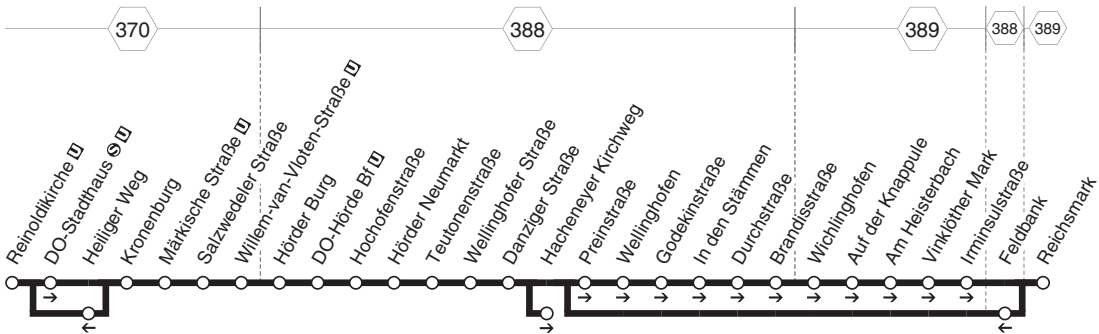 370
388
389
388
389
Reinoldikirche U
DO-Stadthaus S U
Heiliger Weg
Kronenburg
Märkische Straße U
Salzwedeler Straße
Willem-van-Vloten-Straße U
Hörder Burg
DO-Hörde Bf U
Hochofenstraße
Hörder Neumarkt
Teutonenstraße
Wellinghofer Straße
Danziger Straße
Hacheneyer Kirchweg
Preinstraße
Wellinghofen
Godekinstraße
In den Stämmen
Durchstraße
Brandisstraße
Wichlinghofen
Auf der Knappule
Am Heisterbach
Vinklöther Mark
Irminsulstraße
Feldbank
Reichsmark